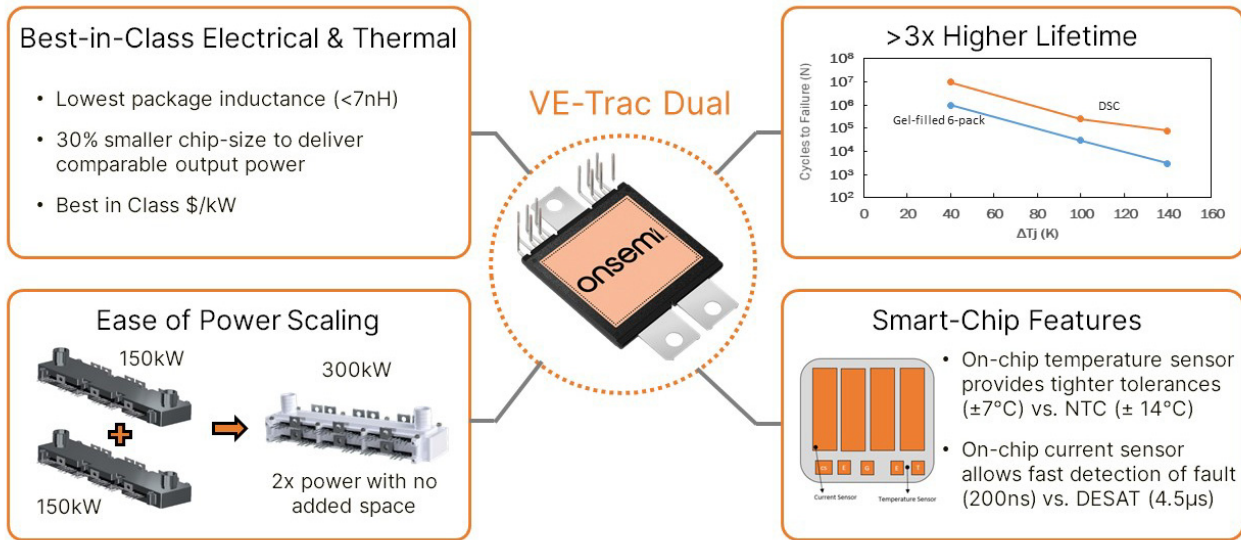 Best-in-Class Electrical & Thermal
• Lowest package inductance (<7nH)
• 30% smaller chip-size to deliver
comparable output power
• Best in Class $/kW
VE-Trac Dual
onsemi
>3x Higher Lifetime
Cycles to Failure (N)
10⁸
10⁷
10⁶
10⁵
10⁴
10³
10²
DSC
Gel-filled 6-pack
0 20 40 60 80 100 120 140 160
ΔTj (K)
Ease of Power Scaling
150kW
+
150kW
300kW
2x power with no
added space
Smart-Chip Features
CS E G E T
Current Sensor
Temperature Sensor
• On-chip temperature sensor
provides tighter tolerances
(±7°C) vs. NTC (± 14°C)
• On-chip current sensor
allows fast detection of fault
(200ns) vs. DESAT (4.5µs)